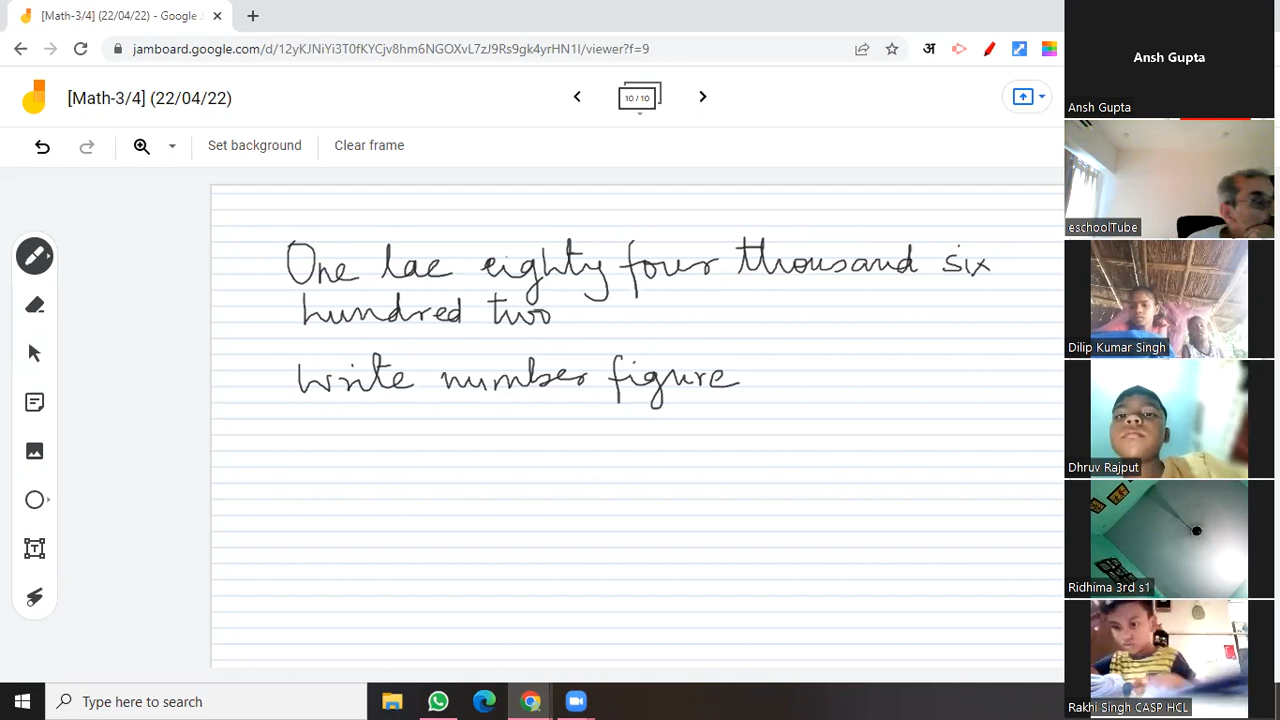 [Math-3/4] (22/04/22) - Google J
jamboard.google.com/d/12yKJNiYi3T0KYCjv8hm6NGOXvL7zJ9Rs9gk4yrHN1I/viewer?f=9
अ
[Math-3/4] (22/04/22)
10 / 10
Set background
Clear frame
One lac eighty four thousand six
hundred two
Write number figure
Ansh Gupta
Ansh Gupta
eschoolTube
Dilip Kumar Singh
Dhruv Rajput
Ridhima 3rd s1
Rakhi Singh CASP HCL
Type here to search